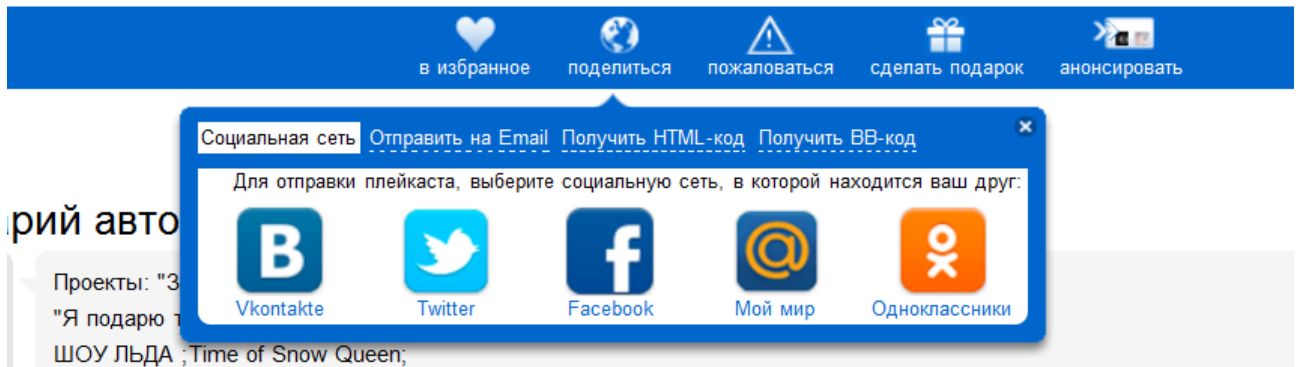 в избранное поделиться пожаловаться сделать подарок анонсировать
Социальная сеть Отправить на Email Получить HTML-код Получить BB-код
Для отправки плейкаста, выберите социальную сеть, в которой находится ваш друг:
рий авто
Vkontakte Twitter Facebook Мой мир Одноклассники
Проекты: "З
"Я подарю т
ШОУ ЛЬДА ;Time of Snow Queen;